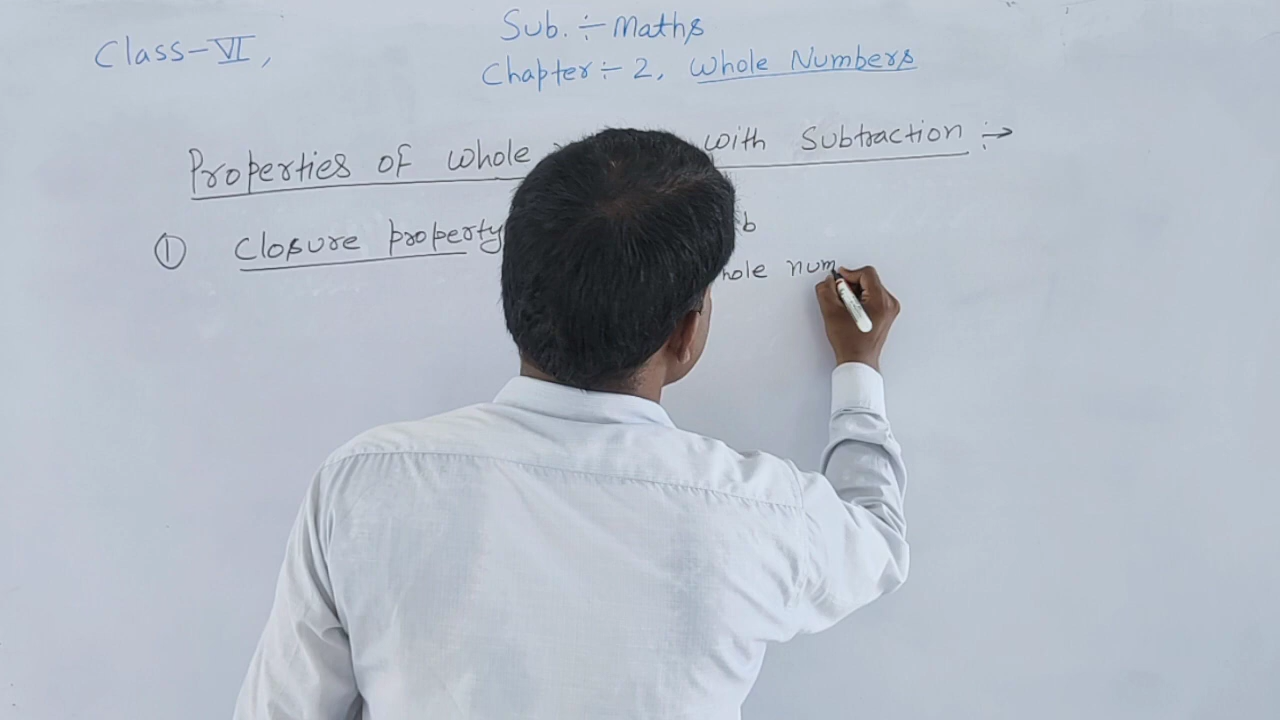 Class-VI,
Sub. :- Maths
Chapter :- 2, Whole Numbers
Properties of whole with Subtraction :→
① Closure property b
hole num